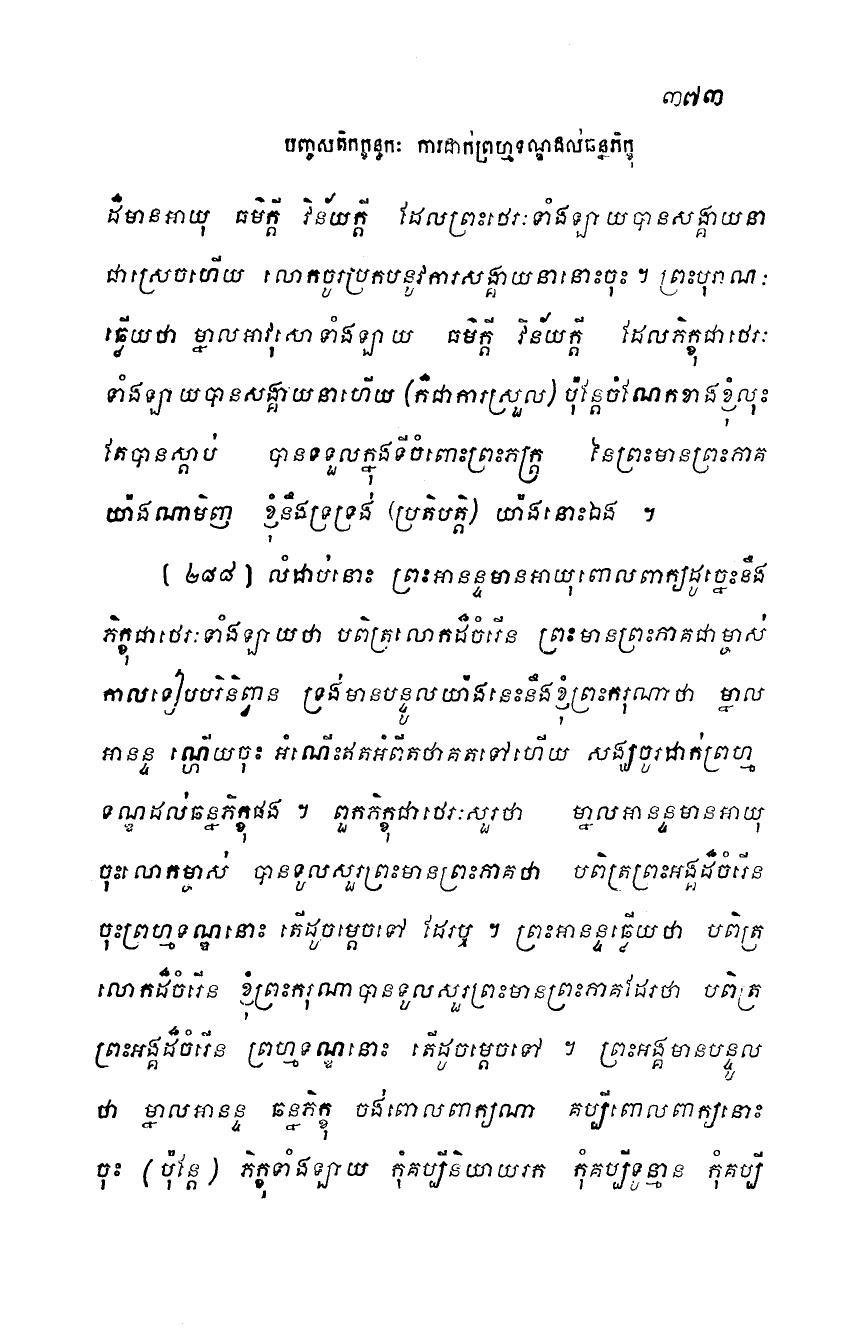 ៣៧៣
បញ្ចសតិកក្ខន្ធកៈ ការដាក់ព្រហ្មទណ្ឌដល់ឆន្នភិក្ខុ
ដ៏មានអាយុ ធម៌ក្តី វិន័យក្តី ដែលព្រះថេរៈទាំងឡាយបានសង្គាយនា
ជាស្រេចហើយ លោកចូរប្រកបនូវការសង្គាយនានោះចុះ ។ ព្រះបុរាណៈ
ធ្វើយថា ម្នាលអាវុសោទាំងឡាយ ធម៌ក្តី វិន័យក្តី ដែលភិក្ខុជាថេរៈ
ទាំងឡាយបានសង្គាយនាហើយ (ក៏ជាការស្រួល) ប៉ុន្តែចំណែកខាងខ្ញុំលុះ
តែបានស្តាប់ បានទទួលក្នុងទីចំពោះព្រះភក្ត្រ នៃព្រះមានព្រះភាគ
យ៉ាងណាមិញ ខ្ញុំនឹងទ្រទ្រង់ (ប្រតិបត្តិ) យ៉ាងនោះឯង ។
(២៨៨) លំដាប់នោះ ព្រះអានន្ទមានអាយុពោលពាក្យដូច្នេះនឹង
ភិក្ខុជាថេរៈទាំងឡាយថា បពិត្រលោកដ៏ចំរើន ព្រះមានព្រះភាគជាម្ចាស់
កាលទៀបបរិនិព្វាន ទ្រង់មានបន្ទូលយ៉ាងនេះនឹងខ្ញុំព្រះករុណាថា ម្នាល
អានន្ទ ណ្ហើយចុះ អំណើះឥតអំពីតថាគតទៅហើយ សង្ឃចូរដាក់ព្រហ្ម
ទណ្ឌដល់ឆន្នភិក្ខុផង ។ ពួកភិក្ខុជាថេរៈសួរថា ម្នាលអានន្ទមានអាយុ
ចុះលោកម្ចាស់ បានទូលសួរព្រះមានព្រះភាគថា បពិត្រព្រះអង្គដ៏ចំរើន
ចុះព្រហ្មទណ្ឌនោះ តើដូចម្តេចទៅ ដែរឬ ។ ព្រះអានន្ទធ្វើយថា បពិត្រ
លោកដ៏ចំរើន ខ្ញុំព្រះករុណាបានទូលសួរព្រះមានព្រះភាគដែរថា បពិត្រ
ព្រះអង្គដ៏ចំរើន ព្រហ្មទណ្ឌនោះ តើដូចម្តេចទៅ ។ ព្រះអង្គមានបន្ទូល
ថា ម្នាលអានន្ទ ឆន្នភិក្ខុ ចង់ពោលពាក្យណា គប្បីពោលពាក្យនោះ
ចុះ (ប៉ុន្តែ) ភិក្ខុទាំងឡាយ កុំគប្បីនិយាយរក កុំគប្បីទូន្មាន កុំគប្បី